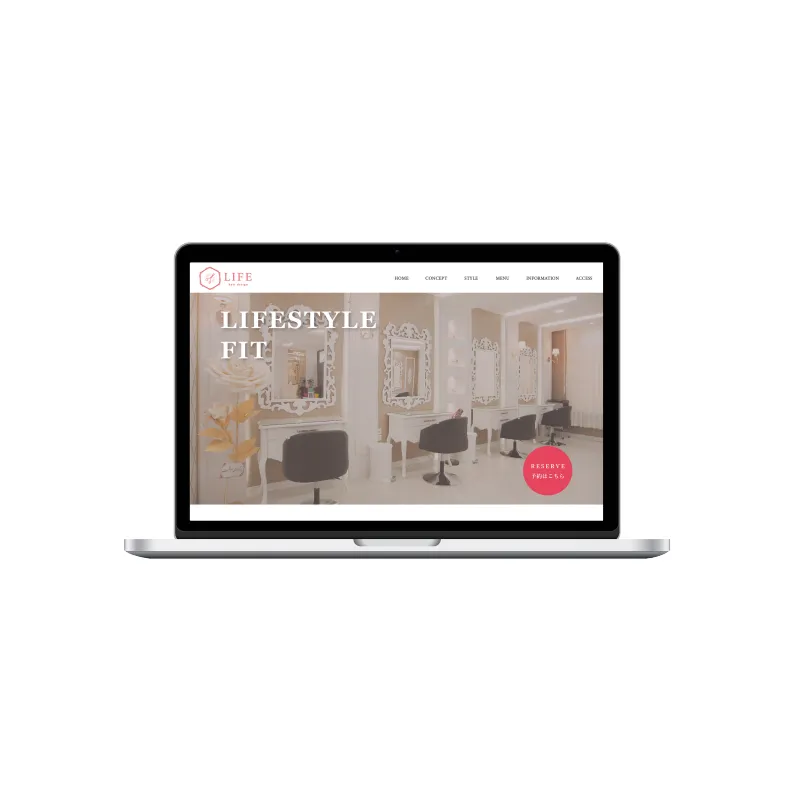 LIFE
hair design
HOME CONCEPT STYLE MENU INFORMATION ACCESS
LIFESTYLE
FIT
RESERVE
予約はこちら